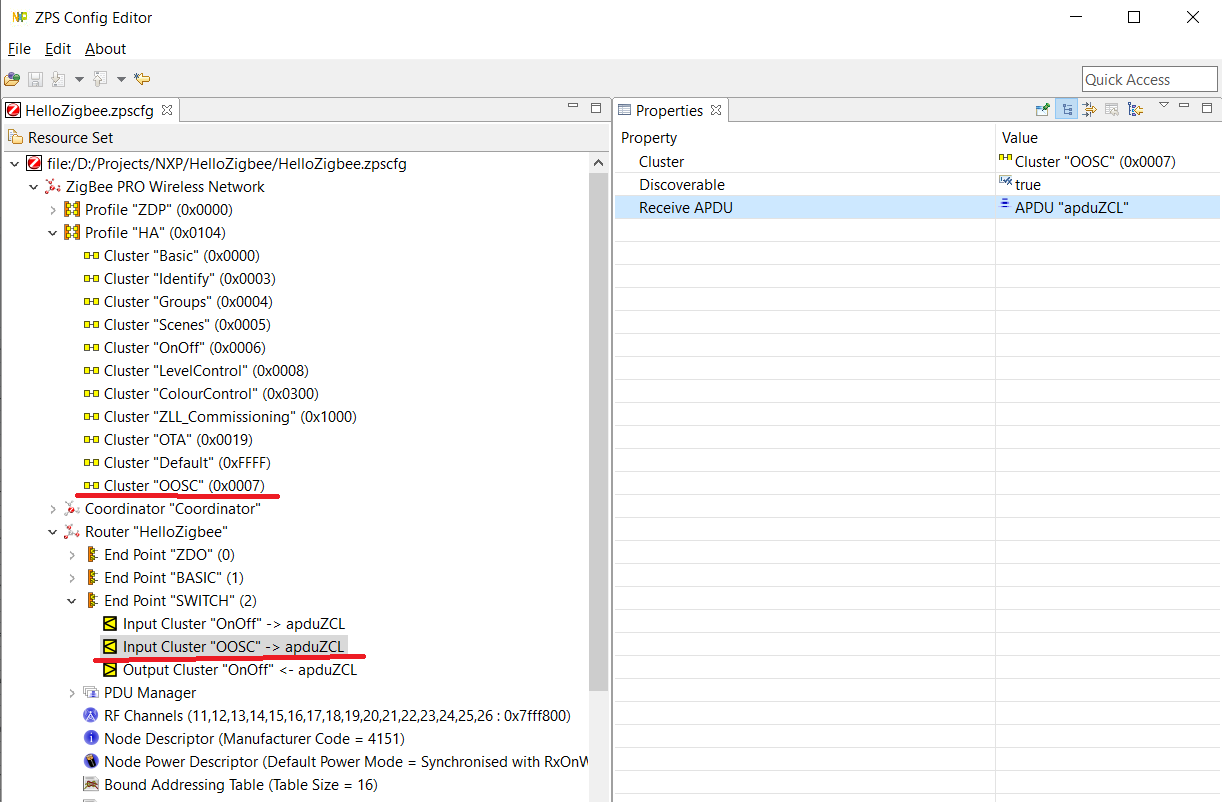 NXP ZPS Config Editor
File Edit About
Quick Access
HelloZigbee.zpscfg
Resource Set
file:/D:/Projects/NXP/HelloZigbee/HelloZigbee.zpscfg
ZigBee PRO Wireless Network
Profile "ZDP" (0x0000)
Profile "HA" (0x0104)
Cluster "Basic" (0x0000)
Cluster "Identify" (0x0003)
Cluster "Groups" (0x0004)
Cluster "Scenes" (0x0005)
Cluster "OnOff" (0x0006)
Cluster "LevelControl" (0x0008)
Cluster "ColourControl" (0x0300)
Cluster "ZLL_Commissioning" (0x1000)
Cluster "OTA" (0x0019)
Cluster "Default" (0xFFFF)
Cluster "OOSC" (0x0007)
Coordinator "Coordinator"
Router "HelloZigbee"
End Point "ZDO" (0)
End Point "BASIC" (1)
End Point "SWITCH" (2)
Input Cluster "OnOff" -> apduZCL
Input Cluster "OOSC" -> apduZCL
Output Cluster "OnOff" <- apduZCL
PDU Manager
RF Channels (11,12,13,14,15,16,17,18,19,20,21,22,23,24,25,26 : 0x7fff800)
Node Descriptor (Manufacturer Code = 4151)
Node Power Descriptor (Default Power Mode = Synchronised with RxOnW
Bound Addressing Table (Table Size = 16)
Properties
Property Value
Cluster Cluster "OOSC" (0x0007)
Discoverable true
Receive APDU APDU "apduZCL"